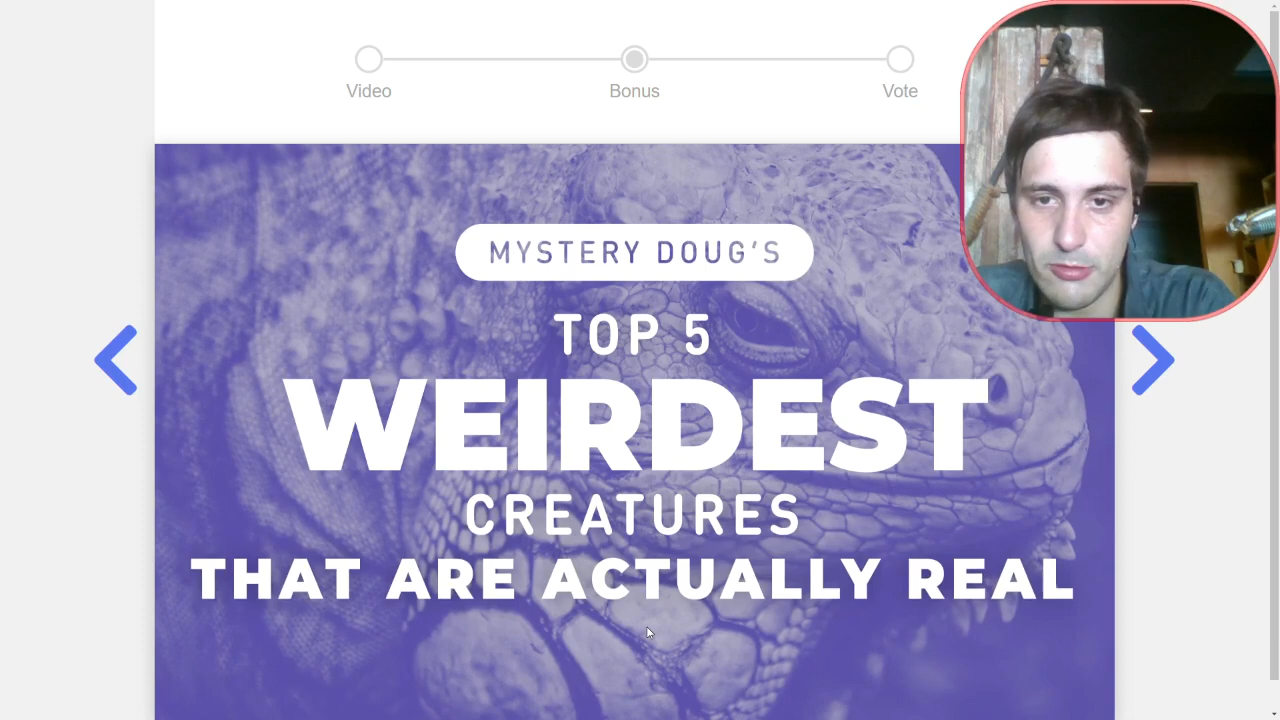 Video Bonus Vote
MYSTERY DOUG'S
TOP 5
WEIRDEST
CREATURES
THAT ARE ACTUALLY REAL